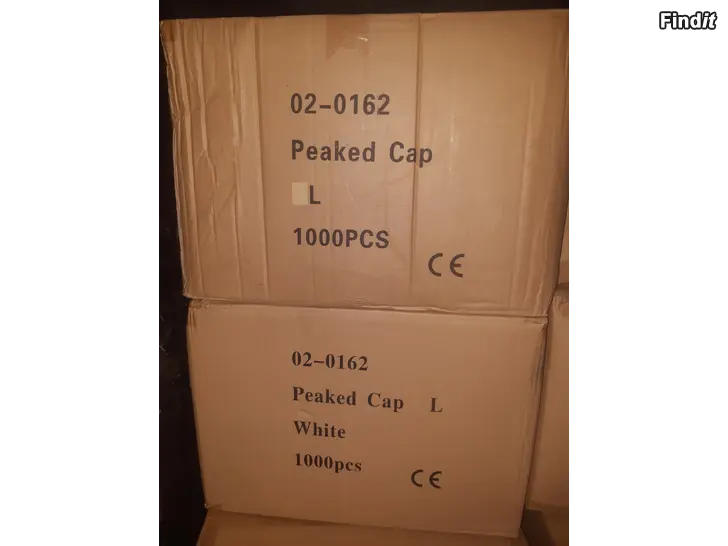 Findit
02-0162
Peaked Cap
L
1000PCS
CE
02-0162
Peaked Cap L
White
1000pcs
CE